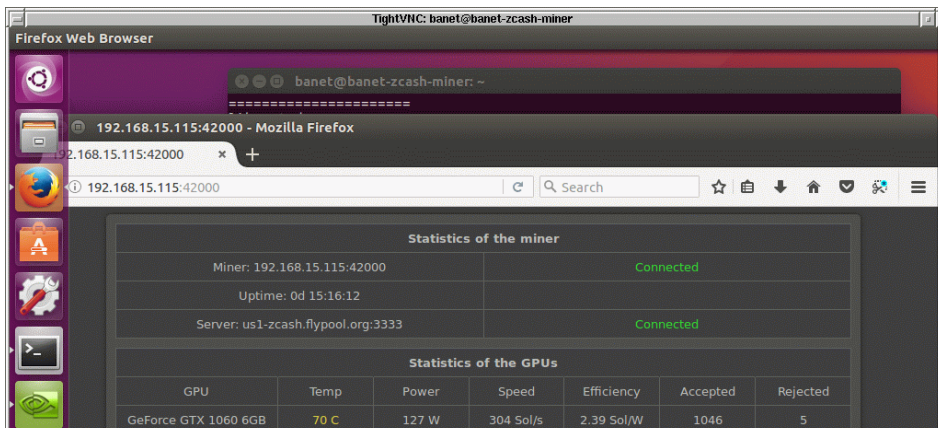 TightVNC: banet@banet-zcash-miner
Firefox Web Browser
banet@banet-zcash-miner: ~
======================
192.168.15.115:42000 - Mozilla Firefox
192.168.15.115:42000 × +
192.168.15.115:42000 Search
Statistics of the miner
Miner: 192.168.15.115:42000 Connected
Uptime: 0d 15:16:12
Server: us1-zcash.flypool.org:3333 Connected
Statistics of the GPUs
GPU Temp Power Speed Efficiency Accepted Rejected
GeForce GTX 1060 6GB 70 C 127 W 304 Sol/s 2.39 Sol/W 1046 5